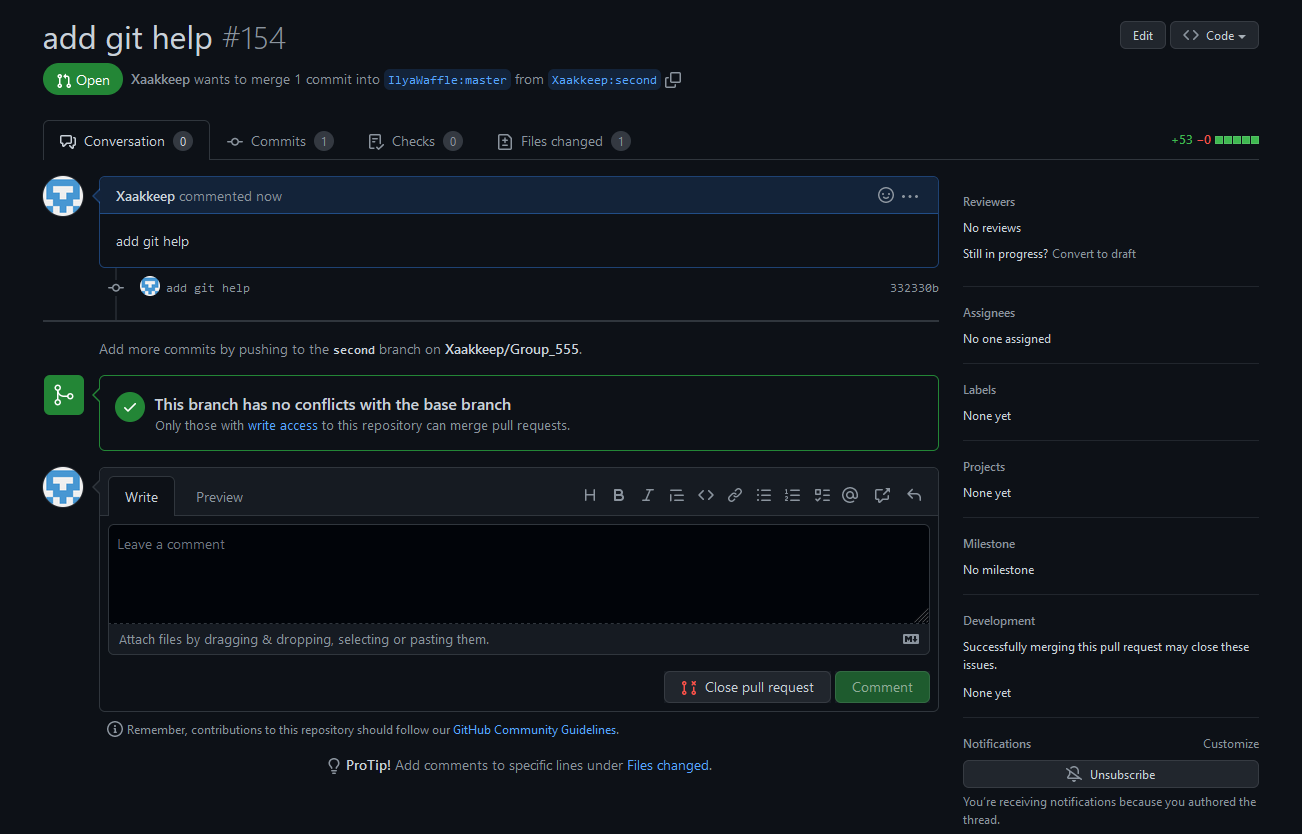 add git help #154
Edit
Code
Open
Xaakkeep wants to merge 1 commit into IlyaWaffle:master from Xaakkeep:second
Conversation 0
Commits 1
Checks 0
Files changed 1
+53 −0
Xaakkeep commented now
add git help
add git help
332330b
Add more commits by pushing to the second branch on Xaakkeep/Group_555.
This branch has no conflicts with the base branch
Only those with write access to this repository can merge pull requests.
Write
Preview
Leave a comment
Attach files by dragging & dropping, selecting or pasting them.
Close pull request
Comment
Remember, contributions to this repository should follow our GitHub Community Guidelines.
ProTip! Add comments to specific lines under Files changed.
Reviewers
No reviews
Still in progress? Convert to draft
Assignees
No one assigned
Labels
None yet
Projects
None yet
Milestone
No milestone
Development
Successfully merging this pull request may close these
issues.
None yet
Notifications
Customize
Unsubscribe
You're receiving notifications because you authored the
thread.